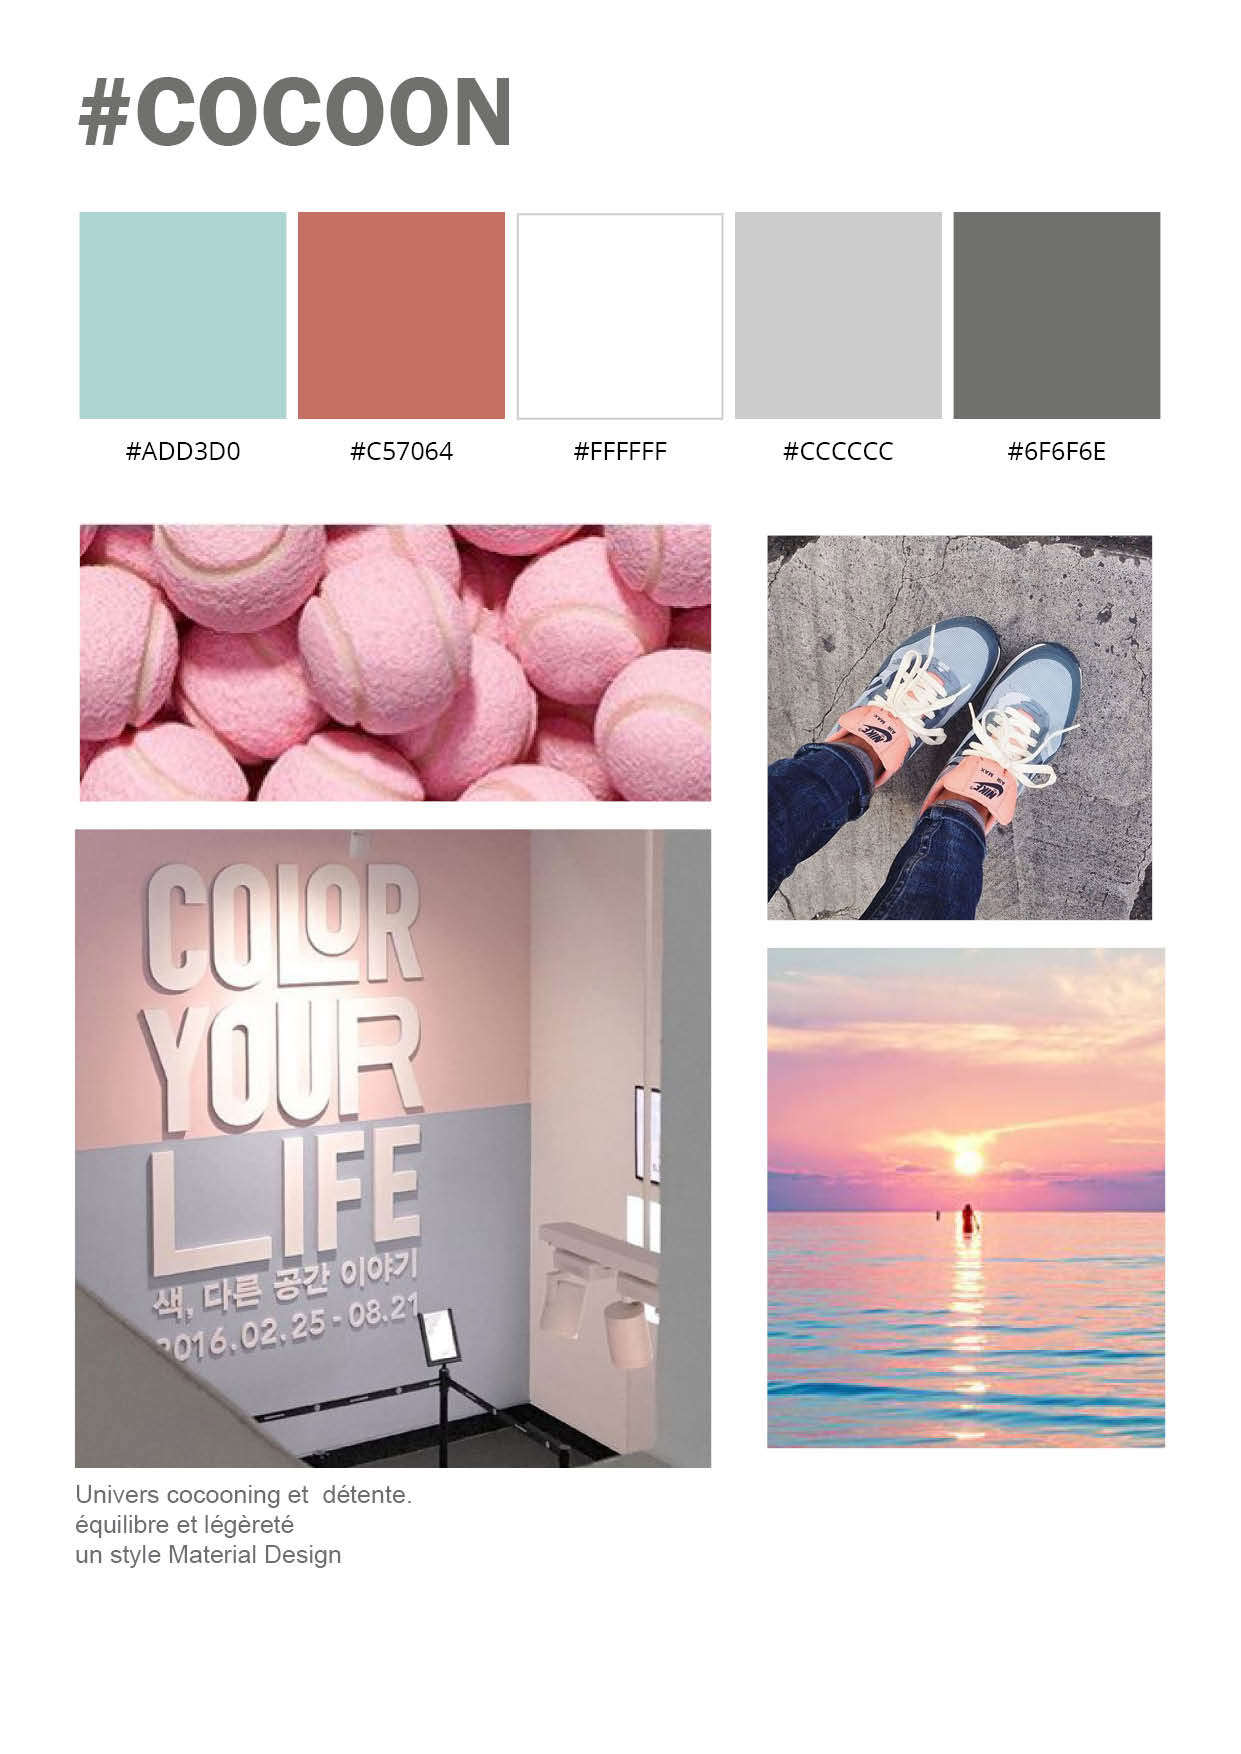 #COCOON
#ADD3D0
#C57064
#FFFFFF
#CCCCCC
#6F6F6E
NIKE
AIR MAX
NIKE
AIR MAX
COLOR
YOUR
LIFE
색, 다른 공간 이야기
2016.02.25 - 08.21
Univers cocooning et  détente.
équilibre et légèreté
un style Material Design